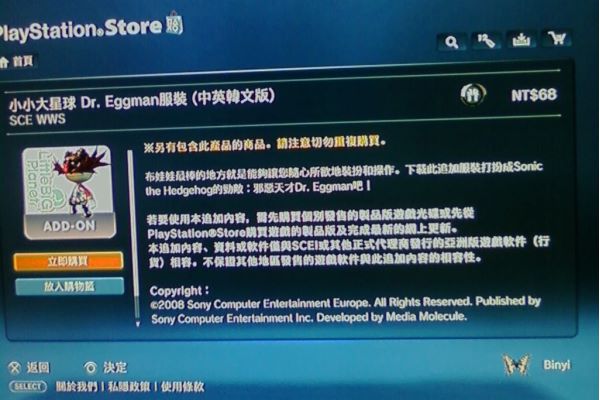 PlayStation®Store
首頁
小小大星球 Dr. Eggman服裝 (中英韓文版)
SCE WWS
NT$68
※另有包含此產品的商品。請注意切勿重複購買。
布娃娃最棒的地方就是能夠讓您隨心所欲地裝扮和操作。下載此追加服裝打扮成Sonic
the Hedgehog的勁敵：邪惡天才Dr. Eggman吧！
若要使用本追加內容，需先購買個別發售的製品版遊戲光碟或先從
PlayStation®Store購買遊戲的製品版及完成最新的網上更新。
本追加內容、資料或軟件僅與SCEI或其他正式代理商發行的亞洲版遊戲軟件（行
貨）相容。不保證其他地區發售的遊戲軟件與此追加內容的相容性。
Copyright：
©2008 Sony Computer Entertainment Europe. All Rights Reserved. Published by
Sony Computer Entertainment Inc. Developed by Media Molecule.
LittleBIG
Planet
ADD-ON
立即購買
放入購物籃
返回
決定
Binyi
SELECT 關於我們 | 私隱政策 | 使用條款